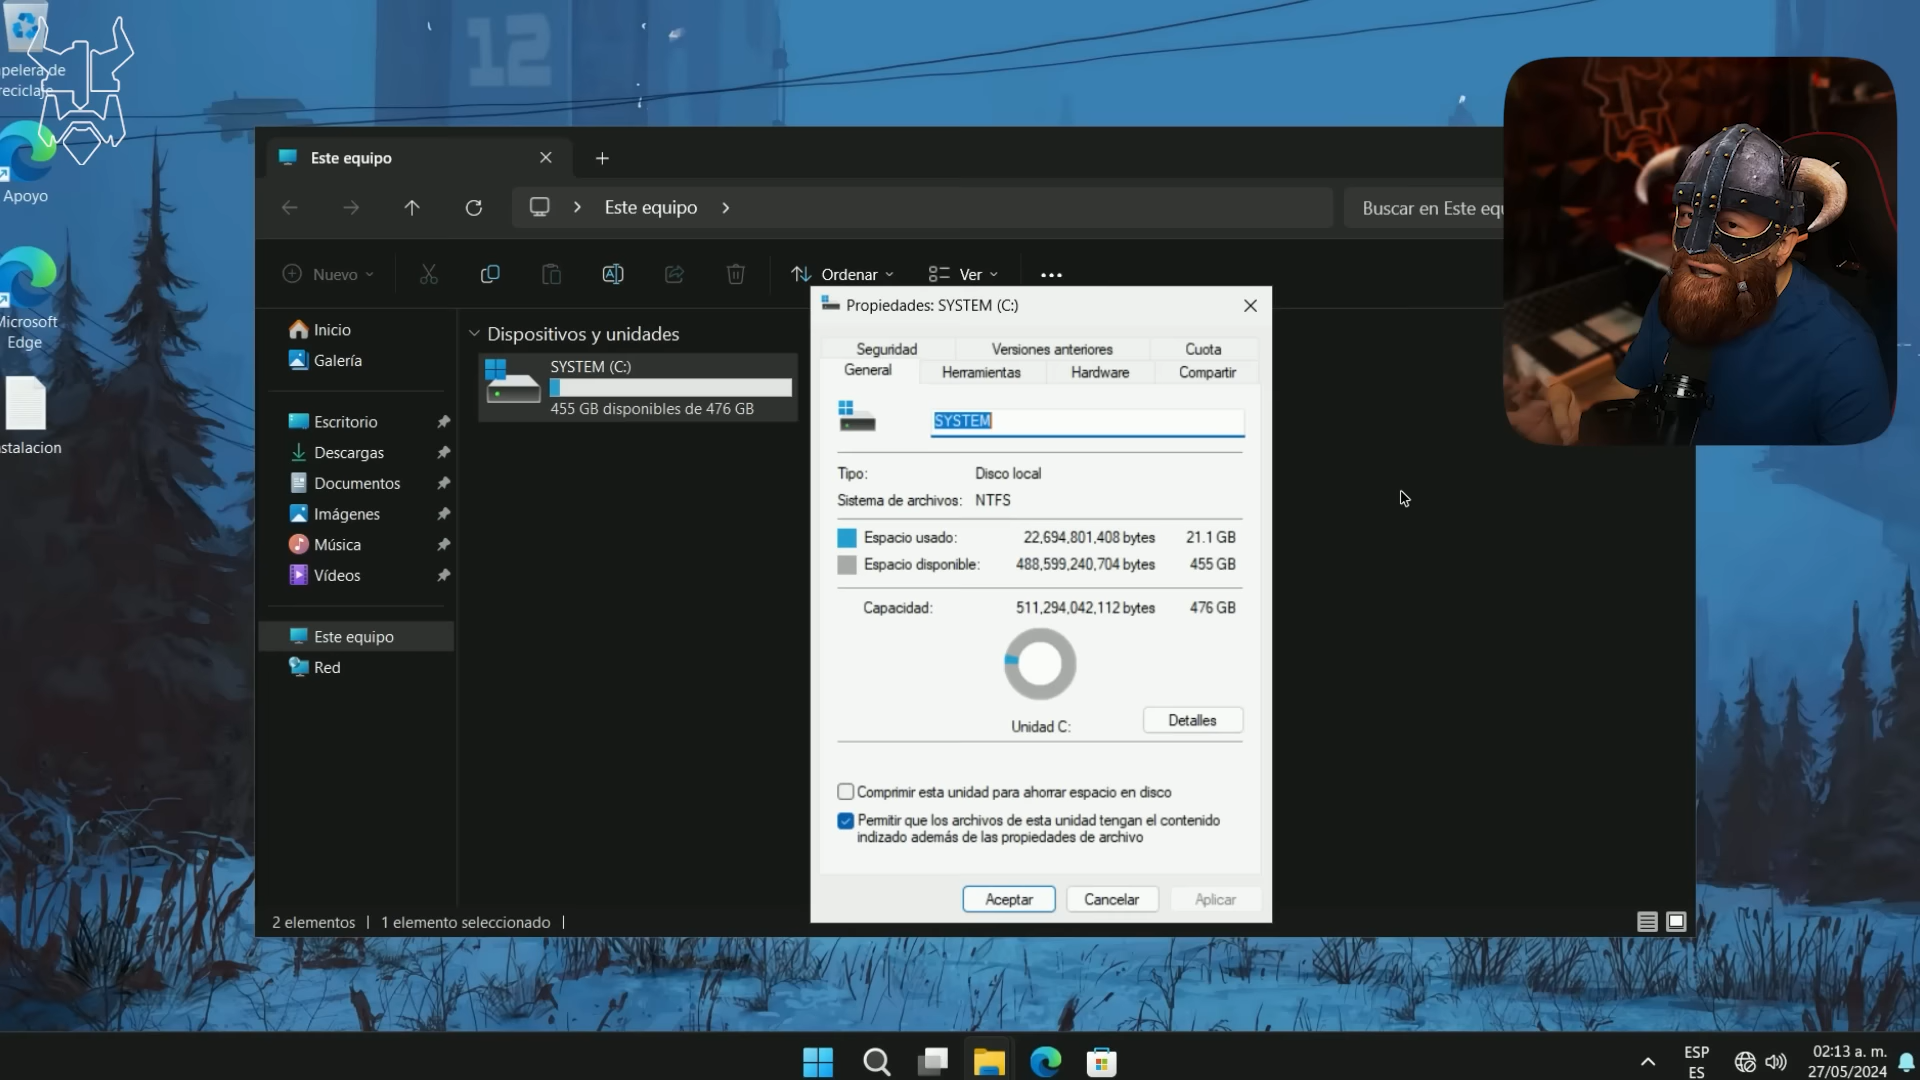 12
pelera de
reciclaje
Apoyo
Microsoft
Edge
stalacion
Este equipo
Este equipo
Buscar en Este equ
Nuevo
Ordenar
Ver
Inicio
Galería
Escritorio
Descargas
Documentos
Imágenes
Música
Vídeos
Este equipo
Red
Dispositivos y unidades
SYSTEM (C:)
455 GB disponibles de 476 GB
Propiedades: SYSTEM (C:)
Seguridad Versiones anteriores Cuota
General Herramientas Hardware Compartir
SYSTEM
Tipo: Disco local
Sistema de archivos: NTFS
Espacio usado: 22,694,801,408 bytes 21.1 GB
Espacio disponible: 488,599,240,704 bytes 455 GB
Capacidad: 511,294,042,112 bytes 476 GB
Unidad C:
Detalles
Comprimir esta unidad para ahorrar espacio en disco
Permitir que los archivos de esta unidad tengan el contenido
indizado además de las propiedades de archivo
Aceptar Cancelar Aplicar
2 elementos | 1 elemento seleccionado |
ESP
ES
02:13 a. m.
27/05/2024